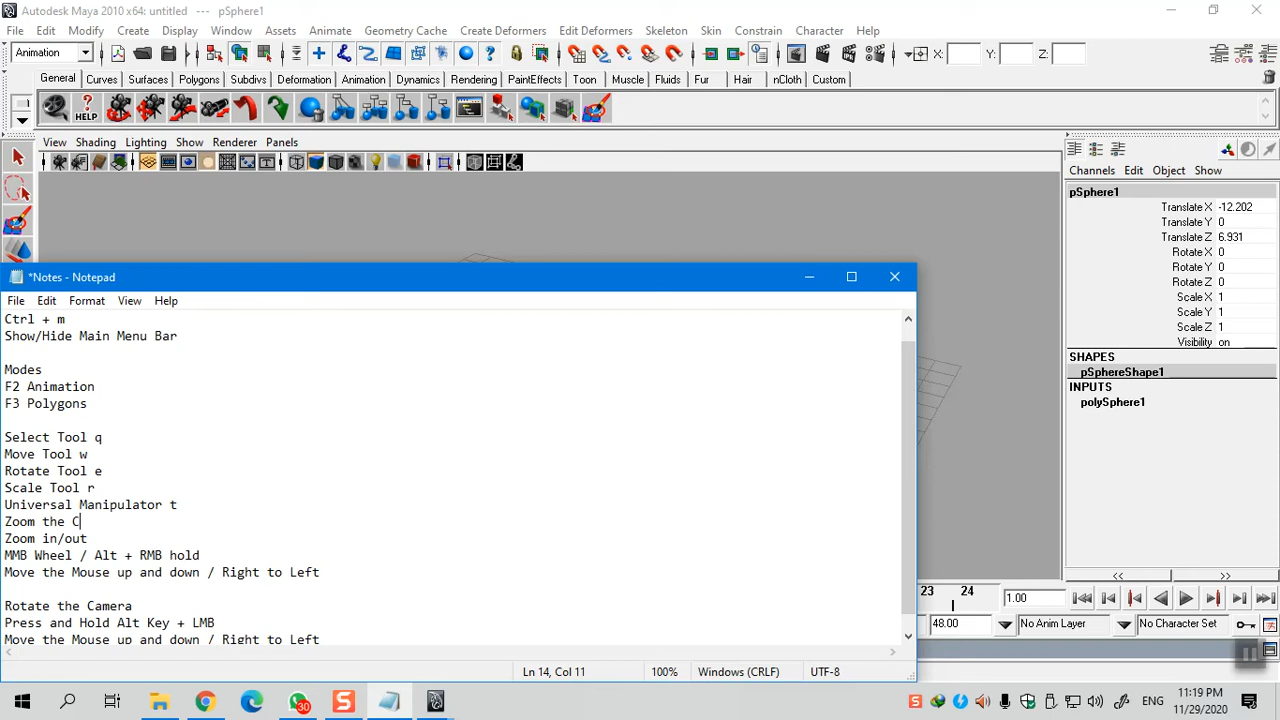 Autodesk Maya 2010 x64: untitled --- pSphere1
File Edit Modify Create Display Window Assets Animate Geometry Cache Create Deformers Edit Deformers Skeleton Skin Constrain Character Help
Animation X: Y: Z:
General Curves Surfaces Polygons Subdivs Deformation Animation Dynamics Rendering PaintEffects Toon Muscle Fluids Fur Hair nCloth Custom
HELP
View Shading Lighting Show Renderer Panels
Channels Edit Object Show
pSphere1
Translate X -12.202
Translate Y 0
Translate Z 6.931
Rotate X 0
Rotate Y 0
Rotate Z 0
Scale X 1
Scale Y 1
Scale Z 1
Visibility on
SHAPES
pSphereShape1
INPUTS
polySphere1
*Notes - Notepad
File Edit Format View Help
Ctrl + m
Show/Hide Main Menu Bar
Modes
F2 Animation
F3 Polygons
Select Tool q
Move Tool w
Rotate Tool e
Scale Tool r
Universal Manipulator t
Zoom the C
Zoom in/out
MMB Wheel / Alt + RMB hold
Move the Mouse up and down / Right to Left
Rotate the Camera
Press and Hold Alt Key + LMB
Move the Mouse up and down / Right to Left
Ln 14, Col 11 100% Windows (CRLF) UTF-8
<< >>
23 24 1.00
48.00 No Anim Layer No Character Set
30
ENG
11:19 PM
11/29/2020